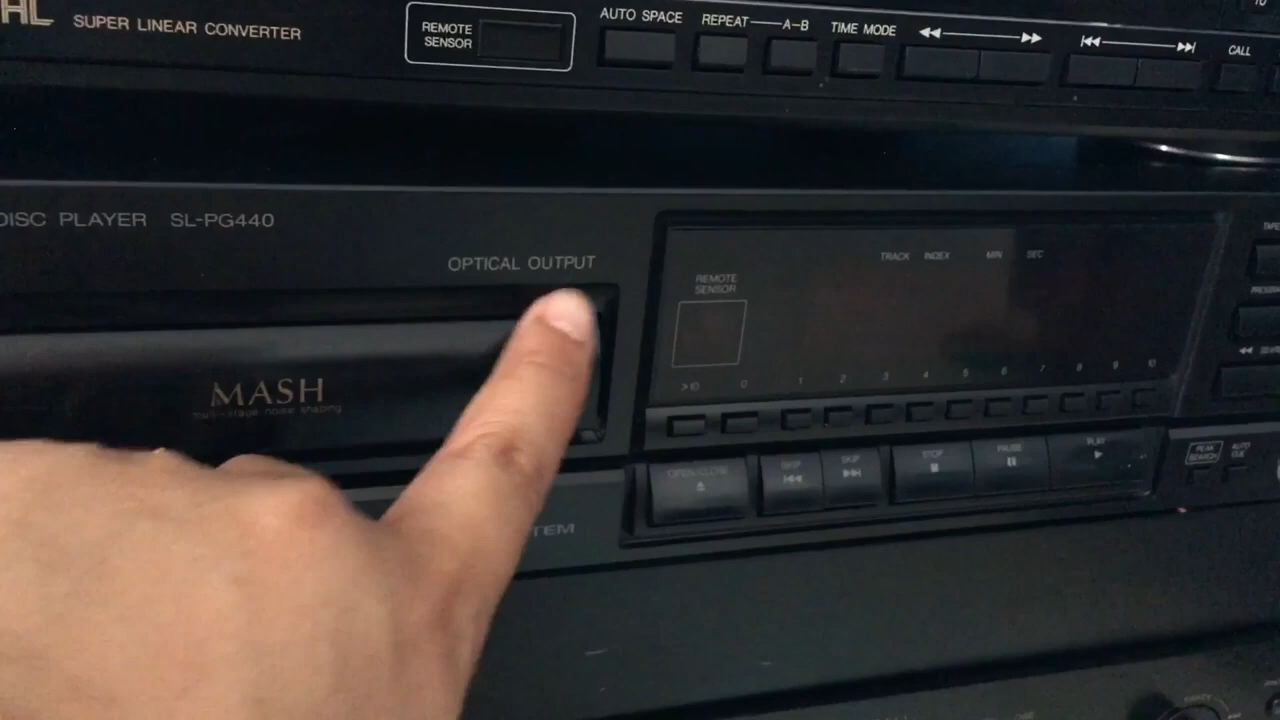 SUPER LINEAR CONVERTER
REMOTE
SENSOR
AUTO SPACE
REPEAT
A-B
TIME MODE
CALL
10
DISC PLAYER SL-PG440
OPTICAL OUTPUT
REMOTE
SENSOR
TRACK INDEX MIN SEC
>10 0 1 2 3 4 5 6 7 8 9 10
MASH
multi-stage noise shaping
OPEN/CLOSE
SKIP
SKIP
STOP
PAUSE
PLAY
PEAK
SEARCH
AUTO
CUE